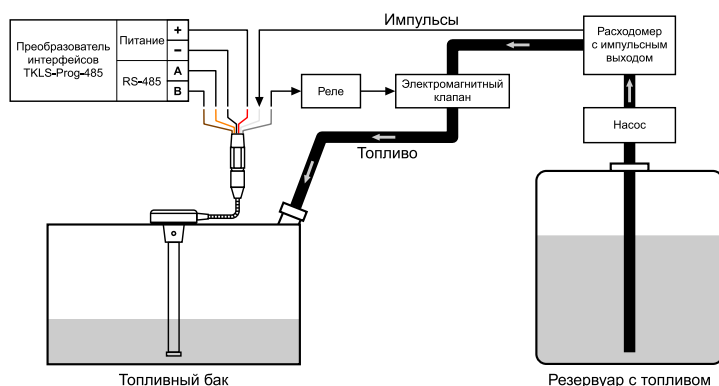 Преобразователь
интерфейсов
TKLS-Prog-485
Питание
+
−
RS-485
A
B
Импульсы
Расходомер
с импульсным
выходом
Реле
Электромагнитный
клапан
Насос
Топливо
Топливный бак
Резервуар с топливом